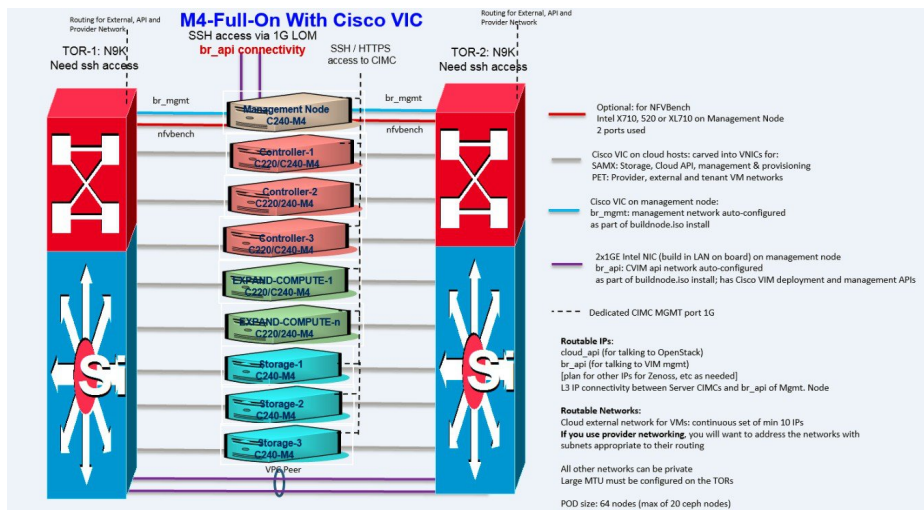 Routing for External, API and
Provider Network
M4-Full-On With Cisco VIC
SSH access via 1G LOM
br_api connectivity
SSH / HTTPS
access to CIMC
Routing for External, API and
Provider Network
TOR-1: N9K
Need ssh access
TOR-2: N9K
Need ssh access
br_mgmt
nfvbench
Management Node
C240-M4
br_mgmt
nfvbench
Controller-1
C220/C240-M4
Controller-2
C220/240-M4
Controller-3
C220/C240-M4
EXPAND-COMPUTE-1
C220/C240-M4
EXPAND-COMPUTE-n
C220/240-M4
Storage-1
C240-M4
Storage-2
C240-M4
Storage-3
C240-M4
VPC Peer
Si
Si
Optional: for NFVBench
Intel X710, 520 or XL710 on Management Node
2 ports used
Cisco VIC on cloud hosts: carved into VNICs for:
SAMX: Storage, Cloud API, management & provisioning
PET: Provider, external and tenant VM networks
Cisco VIC on management node:
br_mgmt: management network auto-configured
as part of buildnode.iso install
2x1GE Intel NIC (build in LAN on board) on management node
br_api: CVIM api network auto-configured
as part of buildnode.iso install; has Cisco VIM deployment and management APIs
Dedicated CIMC MGMT port 1G
Routable IPs:
cloud_api (for talking to OpenStack)
br_api (for talking to VIM mgmt)
[plan for other IPs for Zenoss, etc as needed]
L3 IP connectivity between Server CIMCs and br_api of Mgmt. Node
Routable Networks:
Cloud external network for VMs: continuous set of min 10 IPs
If you use provider networking, you will want to address the networks with
subnets appropriate to their routing
All other networks can be private
Large MTU must be configured on the TORs
POD size: 64 nodes (max of 20 ceph nodes)